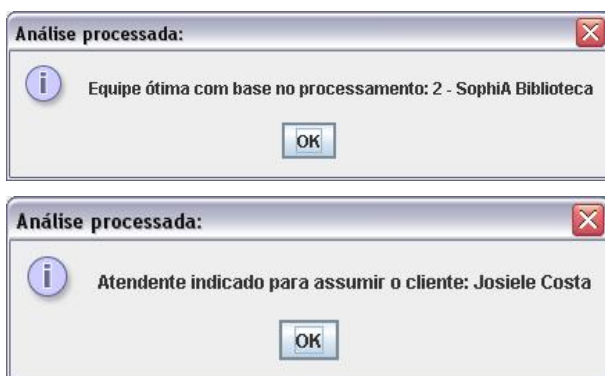 Análise processada:
Equipe ótima com base no processamento: 2 - SophiA Biblioteca
OK
Análise processada:
Atendente indicado para assumir o cliente: Josiele Costa
OK